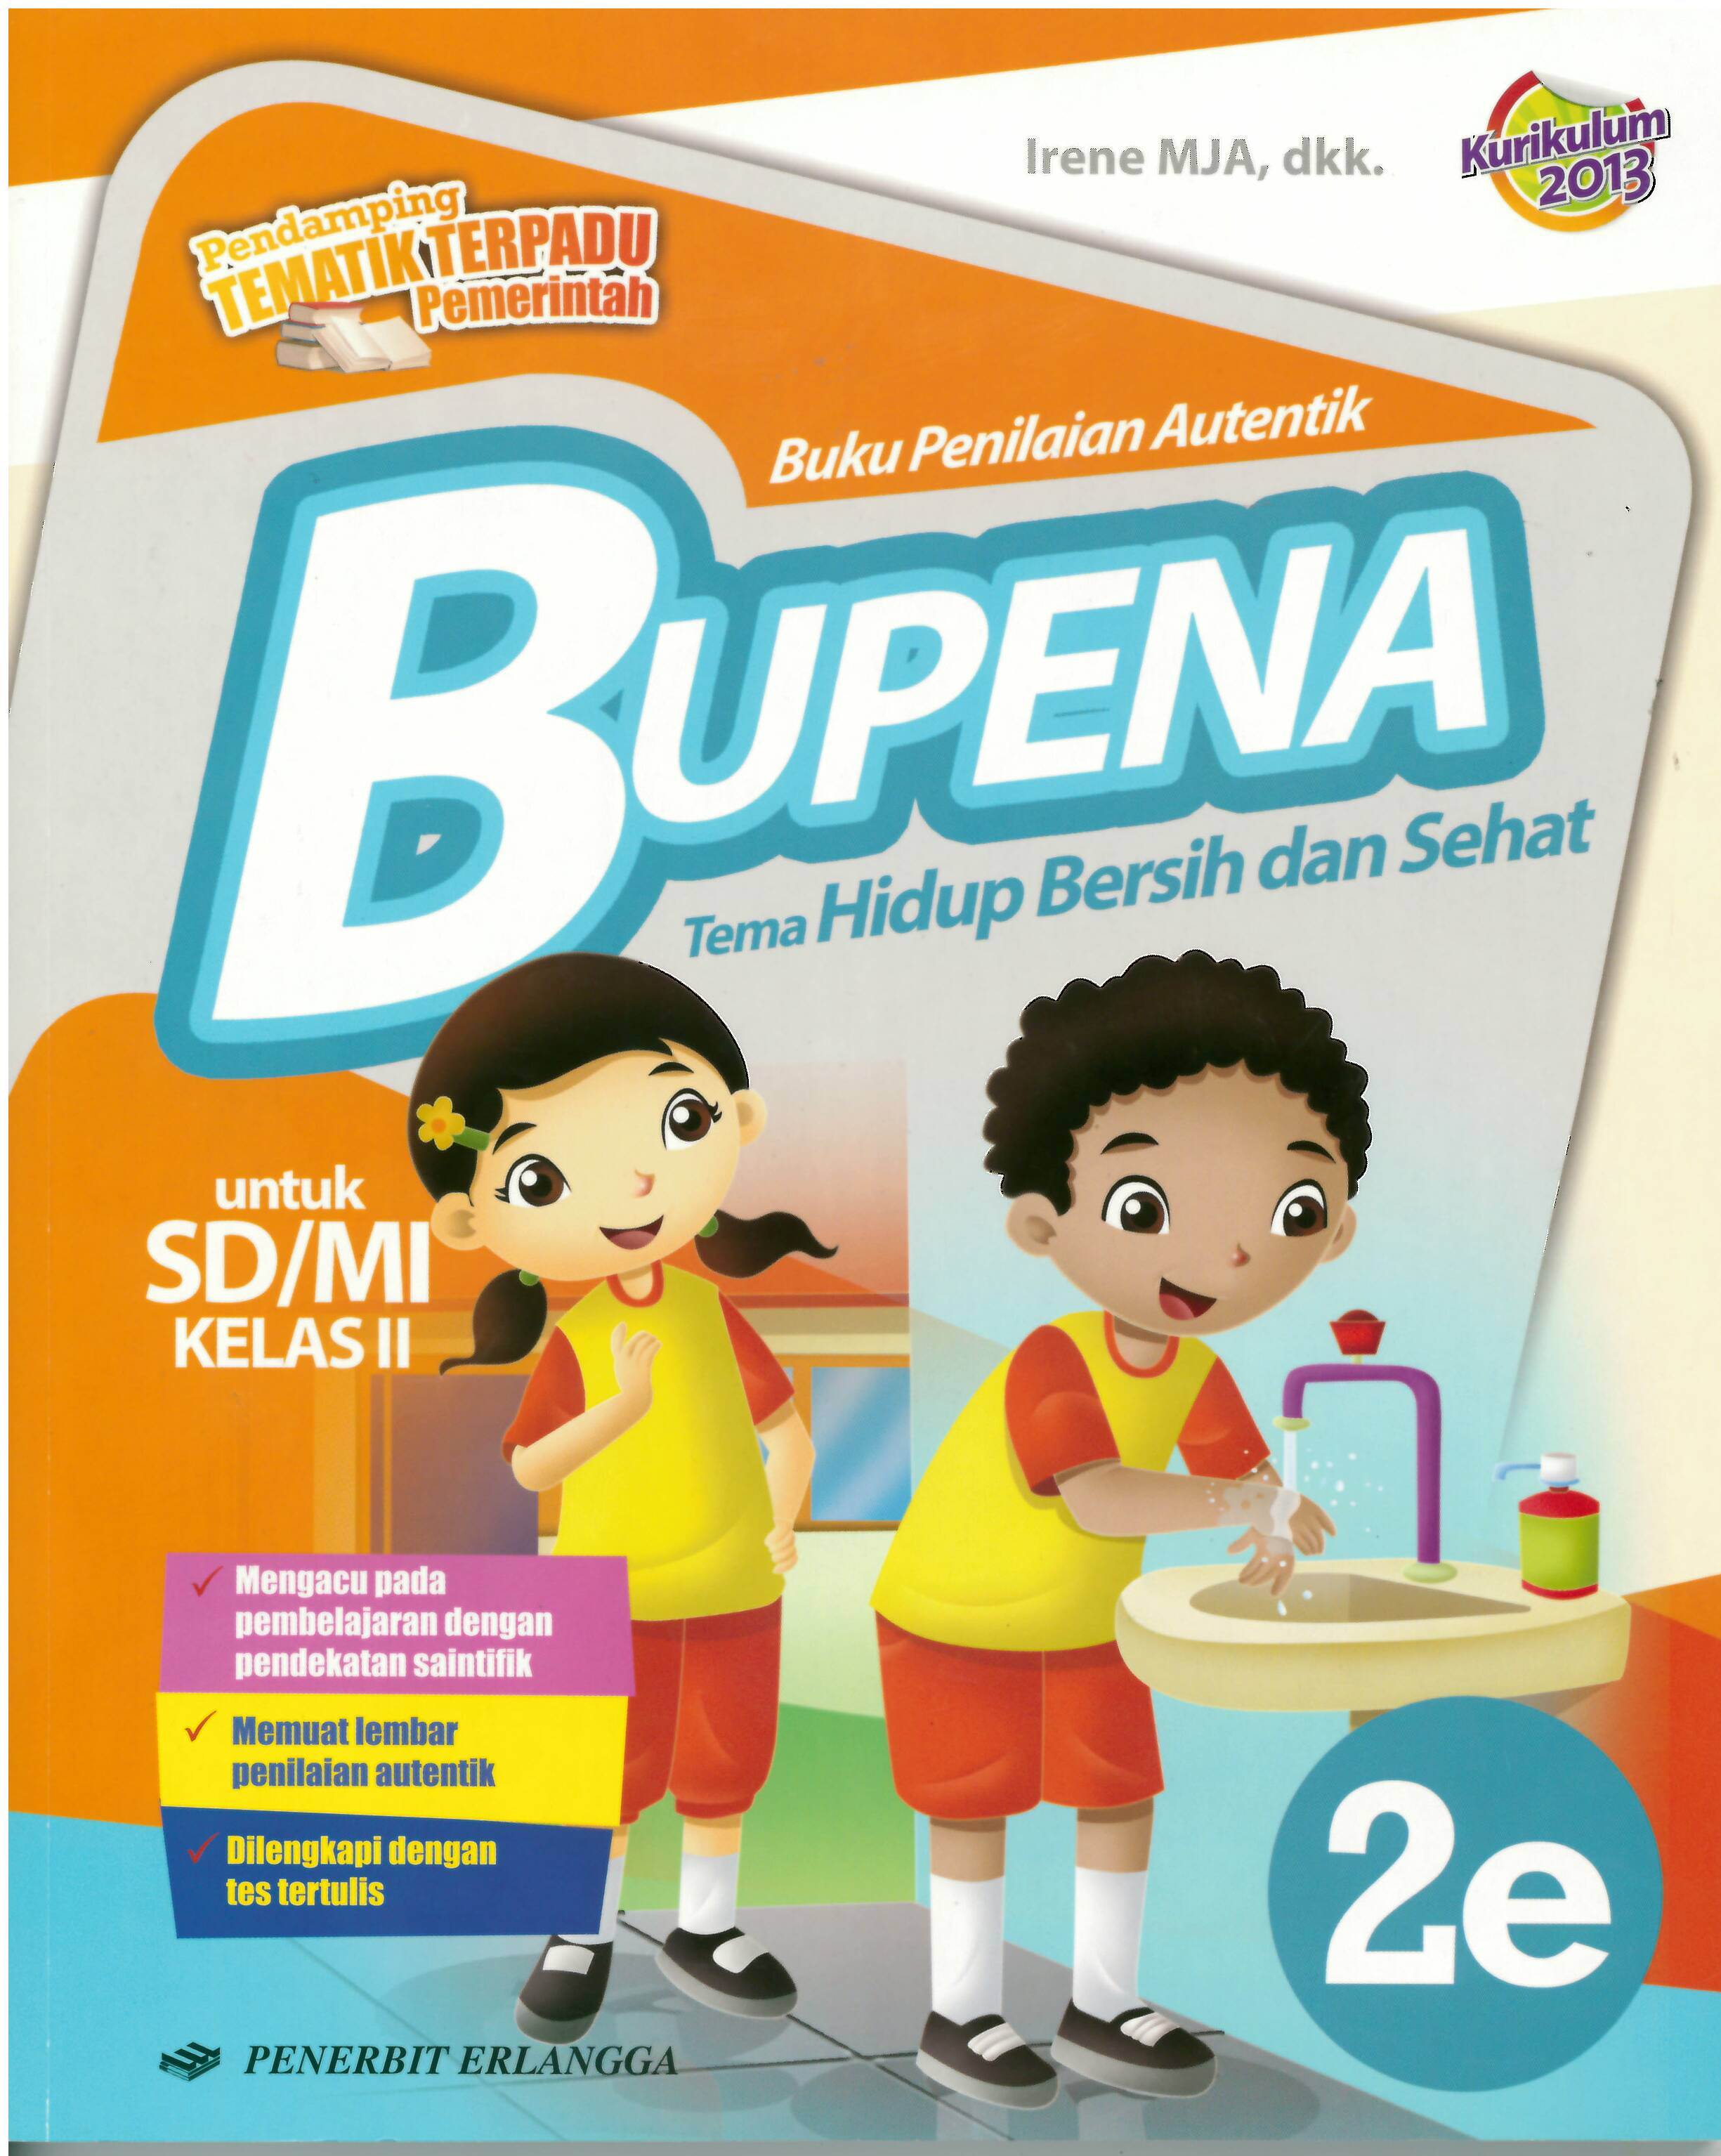 Irene MJA, dkk.
Kurikulum
2013
Pendamping
TEMATIK TERPADU
Pemerintah
Buku Penilaian Autentik
BUPENA
Tema Hidup Bersih dan Sehat
untuk
SD/MI
KELAS II
Mengacu pada
pembelajaran dengan
pendekatan saintifik
Memuat lembar
penilaian autentik
Dilengkapi dengan
tes tertulis
2e
PENERBIT ERLANGGA